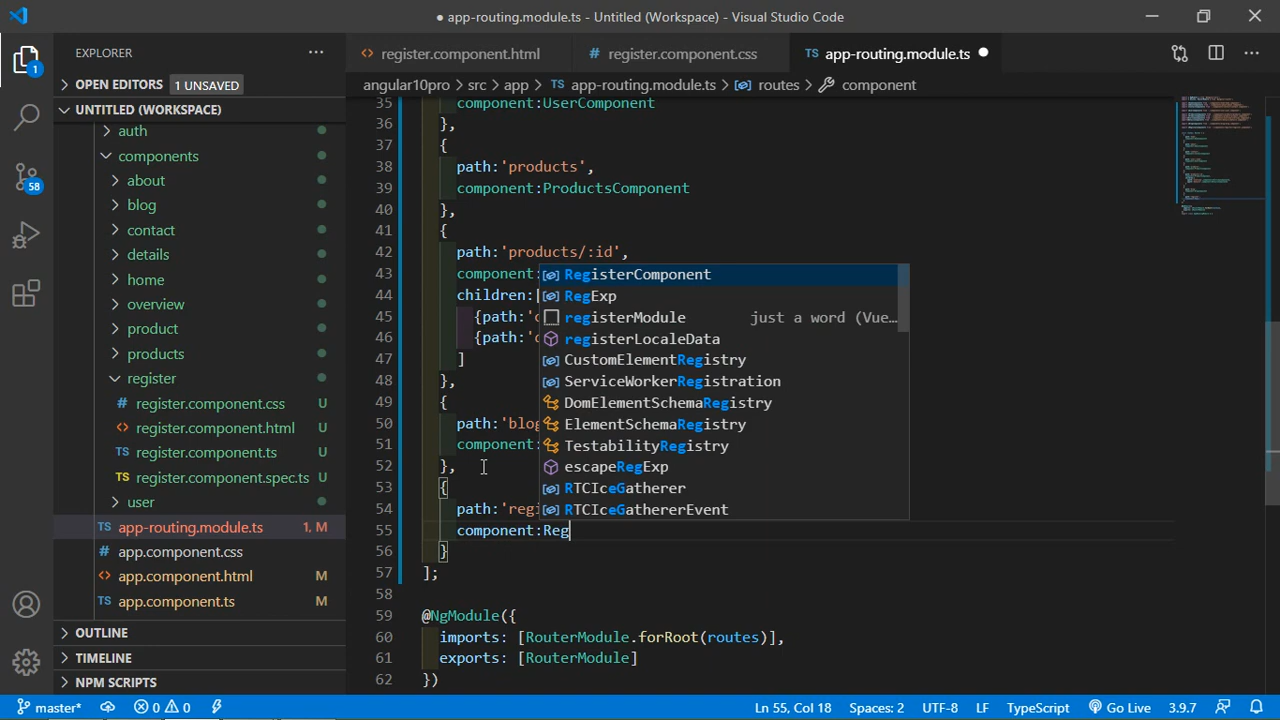 ● app-routing.module.ts - Untitled (Workspace) - Visual Studio Code
EXPLORER
OPEN EDITORS 1 UNSAVED
UNTITLED (WORKSPACE)
auth
components
about
blog
contact
details
home
overview
product
products
register
# register.component.css U
<> register.component.html U
TS register.component.ts U
TS register.component.spec.ts U
user
TS app-routing.module.ts 1, M
# app.component.css
<> app.component.html M
TS app.component.ts M
OUTLINE
TIMELINE
NPM SCRIPTS
1
58
<> register.component.html
# register.component.css
TS app-routing.module.ts ●
angular10pro > src > app > TS app-routing.module.ts > routes > component
35 component:UserComponent
36 },
37 {
38 path:'products',
39 component:ProductsComponent
40 },
41 {
42 path:'products/:id',
43 component:
44 children:[
45 {path:'
46 {path:'
47 ]
48 },
49 {
50 path:'blog
51 component:
52 },
53 {
54 path:'regi
55 component:Reg
56 }
57 ];
58
59 @NgModule({
60 imports: [RouterModule.forRoot(routes)],
61 exports: [RouterModule]
62 })
RegisterComponent
RegExp
registerModule just a word (Vue…
registerLocaleData
CustomElementRegistry
ServiceWorkerRegistration
DomElementSchemaRegistry
ElementSchemaRegistry
TestabilityRegistry
escapeRegExp
RTCIceGatherer
RTCIceGathererEvent
master* 0 0 Ln 55, Col 18 Spaces: 2 UTF-8 LF TypeScript Go Live 3.9.7